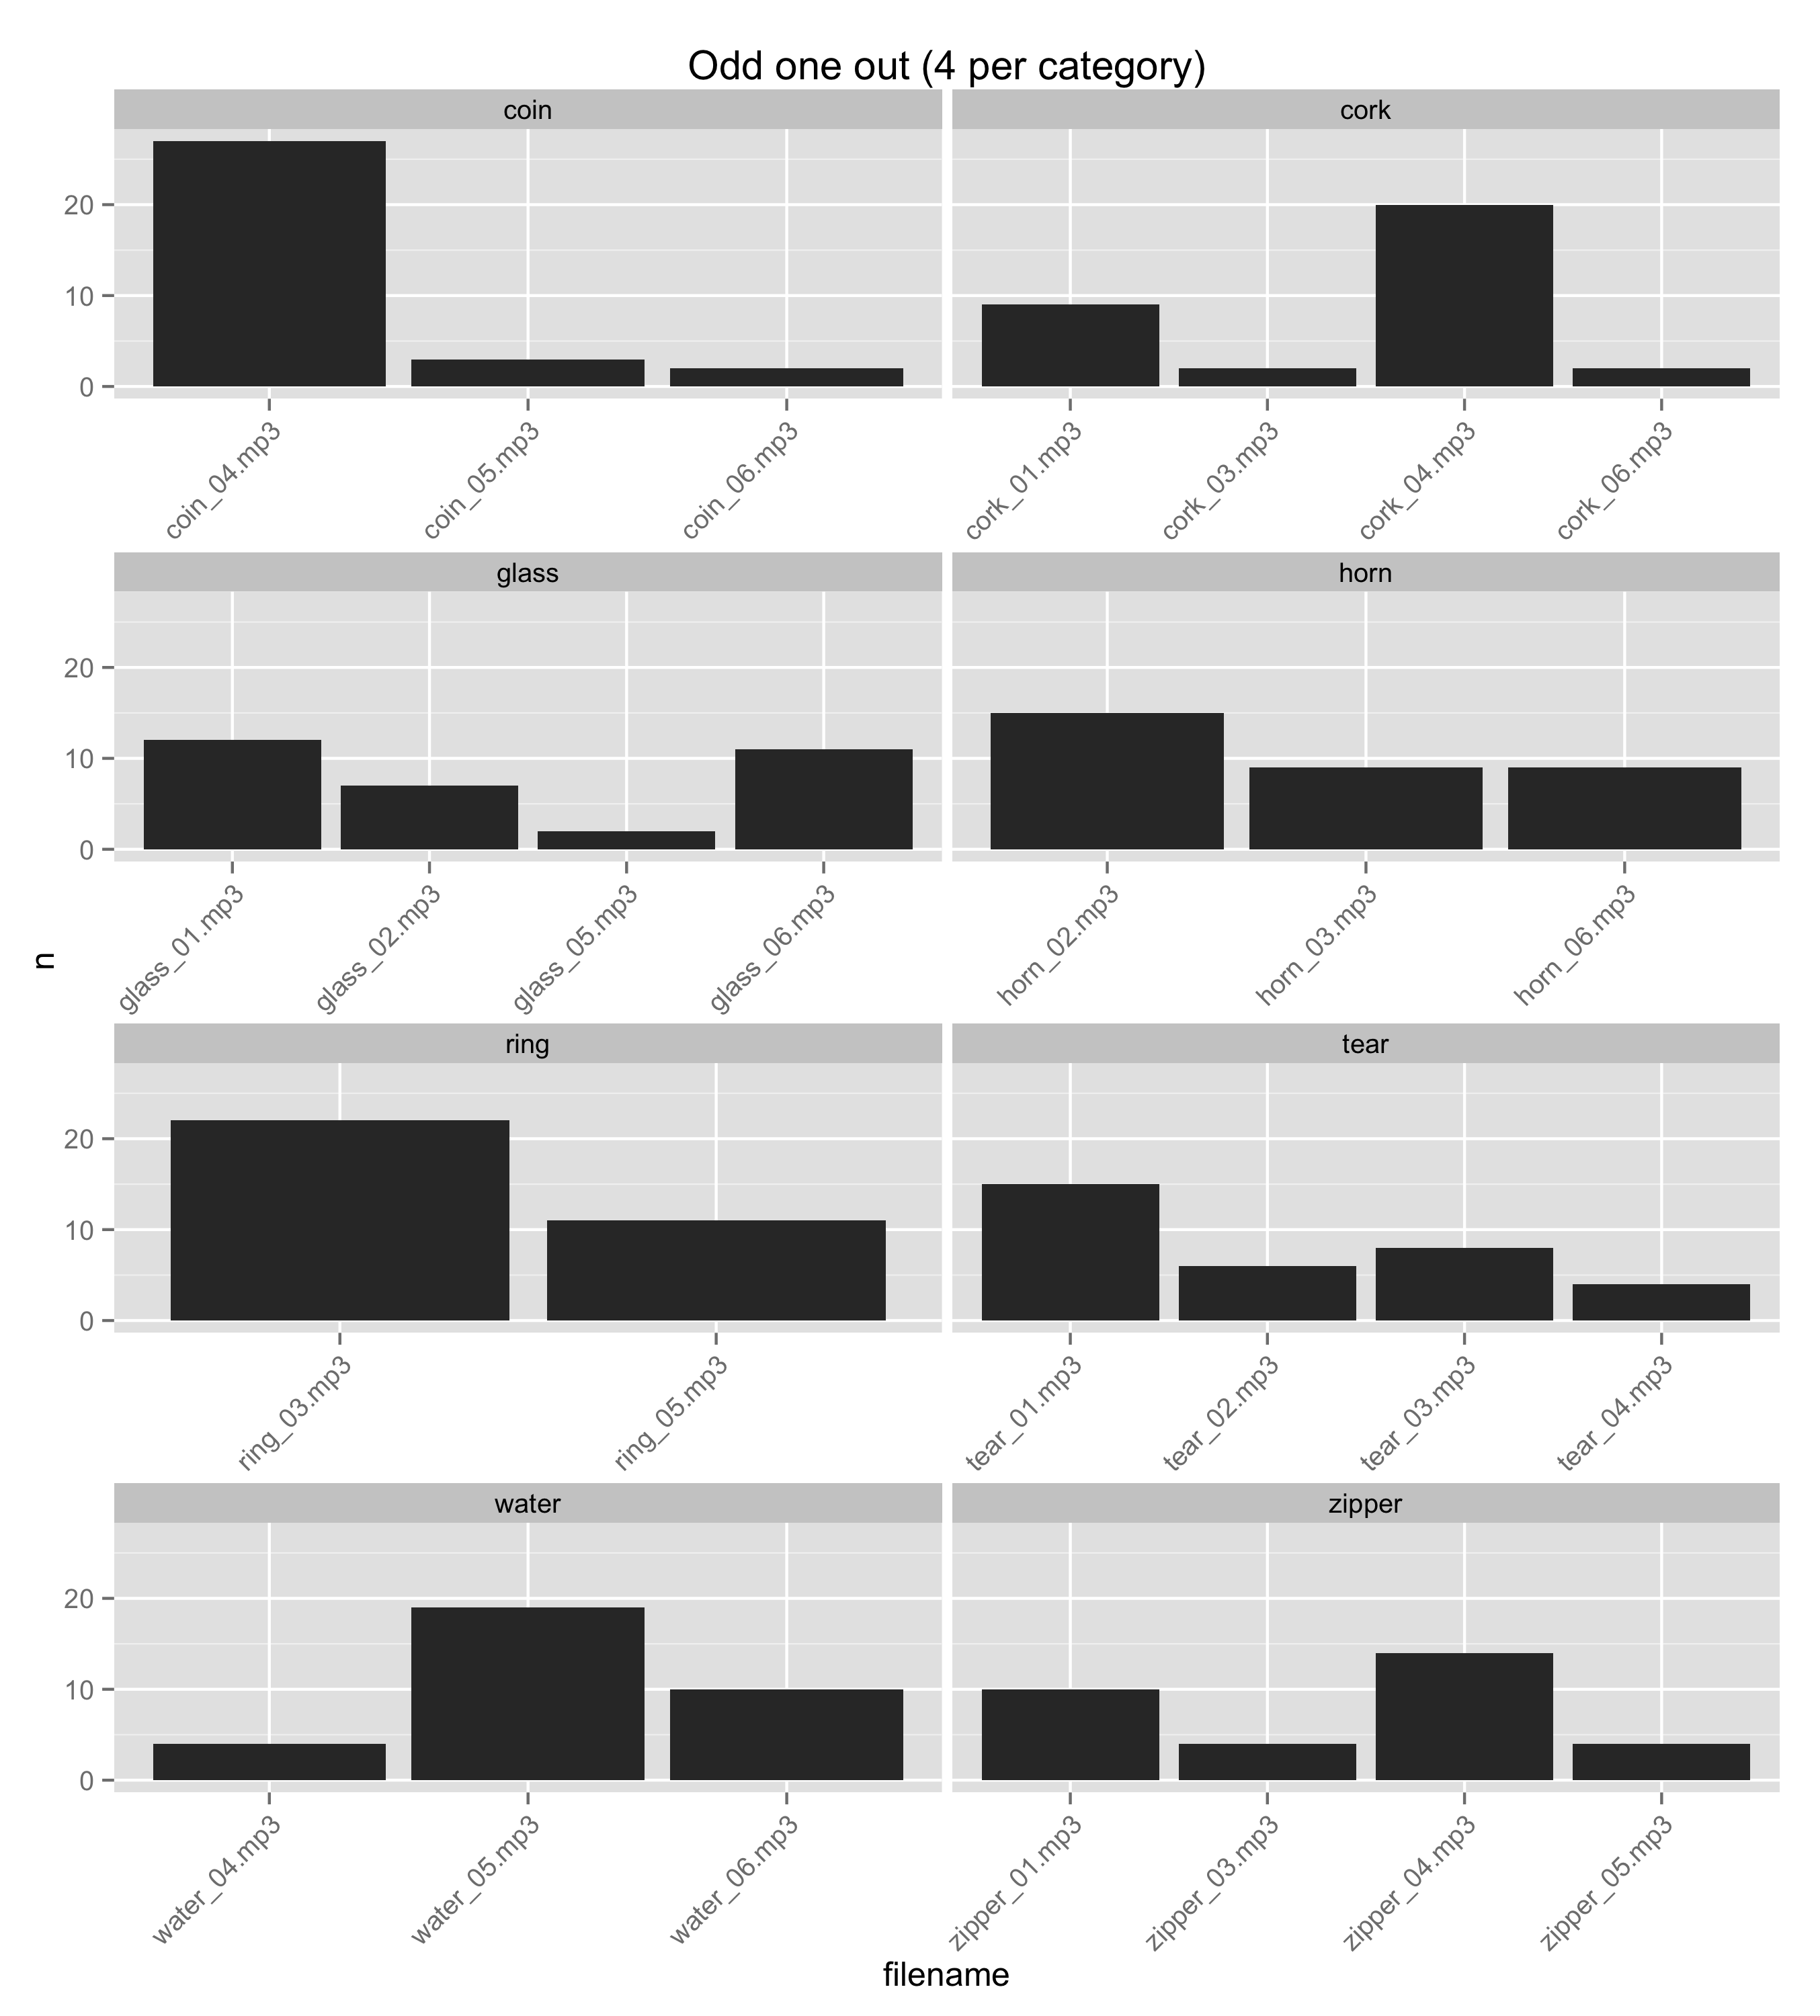 Odd one out (4 per category)
coin
cork
20
10
0
coin_04.mp3
coin_05.mp3
coin_06.mp3
cork_01.mp3
cork_03.mp3
cork_04.mp3
cork_06.mp3
glass
horn
20
10
0
glass_01.mp3
glass_02.mp3
glass_05.mp3
glass_06.mp3
horn_02.mp3
horn_03.mp3
horn_06.mp3
n
ring
tear
20
10
0
ring_03.mp3
ring_05.mp3
tear_01.mp3
tear_02.mp3
tear_03.mp3
tear_04.mp3
water
zipper
20
10
0
water_04.mp3
water_05.mp3
water_06.mp3
zipper_01.mp3
zipper_03.mp3
zipper_04.mp3
zipper_05.mp3
filename